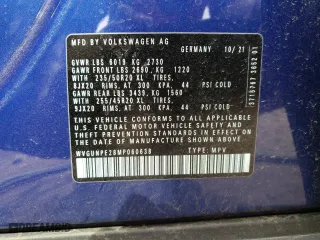 MFD. BY VOLKSWAGEN AG
GERMANY 10/21
GVWR LBS 6019 KG 2730
GAWR FRONT LBS 2690, KG 1220
WITH 235/50R20 XL TIRES,
8JX20 RIMS, AT 300 KPA, 44 PSI COLD
GAWR REAR LBS 3439, KG 1560
WITH 255/45R20 XL TIRES,
9JX20 RIMS, AT 300 KPA, 44 PSI COLD
THIS VEHICLE CONFORMS TO ALL APPLICABLE
FEDERAL MOTOR VEHICLE SAFETY,
BUMPER, AND THEFT PREVENTION STANDARDS
IN EFFECT ON THE DATE OF MANUFACTURE
SHOWN ABOVE.
WVGUNPE28MP060638
TYPE: MPV